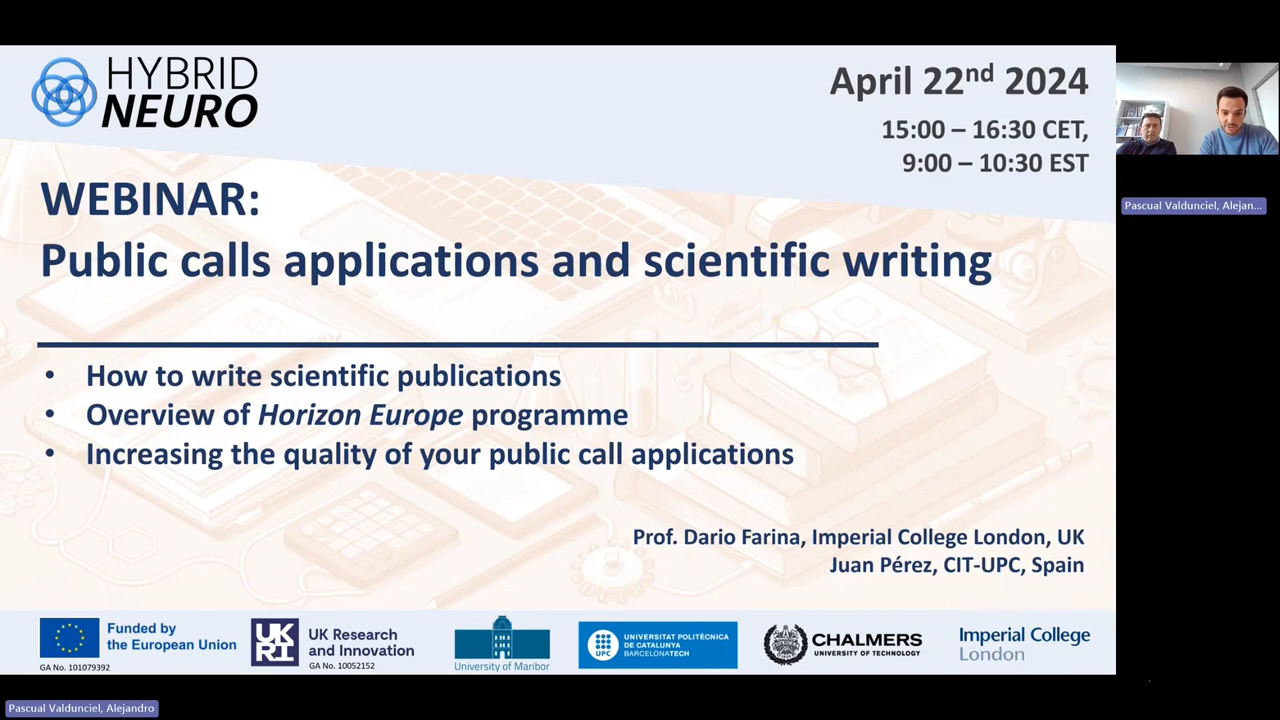 HYBRID
NEURO
April 22nd 2024
15:00 – 16:30 CET,
9:00 – 10:30 EST
WEBINAR:
Public calls applications and scientific writing
• How to write scientific publications
• Overview of Horizon Europe programme
• Increasing the quality of your public call applications
Prof. Dario Farina, Imperial College London, UK
Juan Pérez, CIT-UPC, Spain
Funded by
the European Union
GA No. 101079392
UK
RI
UK Research
and Innovation
GA No. 10052152
University of Maribor
UPC
UNIVERSITAT POLITÈCNICA
DE CATALUNYA
BARCELONATECH
CHALMERS
UNIVERSITY OF TECHNOLOGY
Imperial College
London
Pascual Valdunciel, Alejan...
Pascual Valdunciel, Alejandro